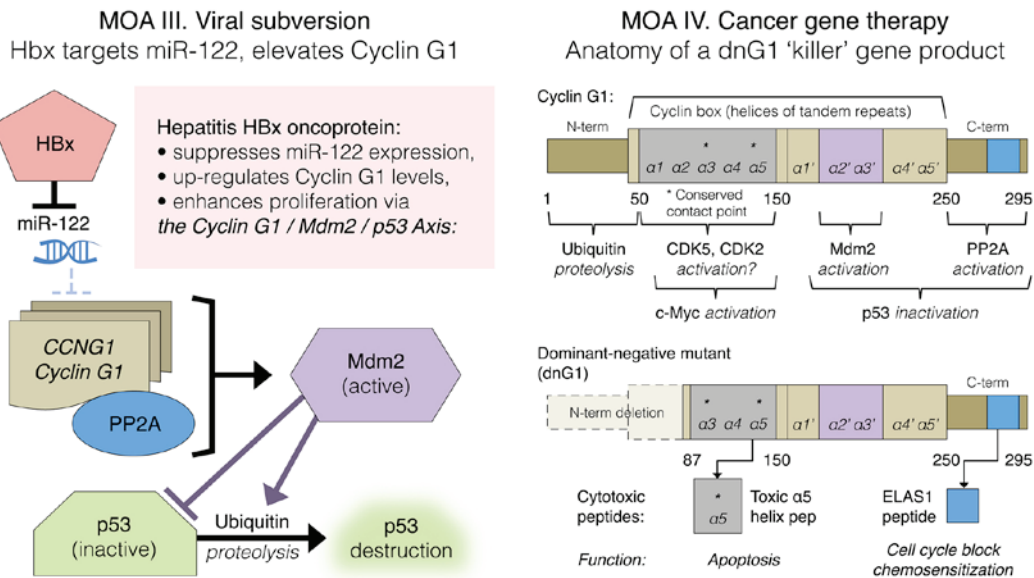 MOA III. Viral subversion
Hbx targets miR-122, elevates Cyclin G1
HBx
miR-122
Hepatitis HBx oncoprotein:
• suppresses miR-122 expression,
• up-regulates Cyclin G1 levels,
• enhances proliferation via
the Cyclin G1 / Mdm2 / p53 Axis:
CCNG1
Cyclin G1
PP2A
Mdm2
(active)
p53
(inactive)
Ubiquitin
proteolysis
p53
destruction
MOA IV. Cancer gene therapy
Anatomy of a dnG1 ‘killer’ gene product
Cyclin G1:
Cyclin box (helices of tandem repeats)
N-term
C-term
* *
α1 α2 α3 α4 α5 α1' α2' α3' α4' α5'
1 50 * Conserved contact point 150 250 295
Ubiquitin
proteolysis
CDK5, CDK2
activation?
Mdm2
activation
PP2A
activation
c-Myc activation
p53 inactivation
Dominant-negative mutant
(dnG1)
C-term
N-term deletion
* *
α3 α4 α5 α1' α2' α3' α4' α5'
87 150 250 295
Cytotoxic
peptides:
*
α5
Toxic α5
helix pep
ELAS1
peptide
Function:
Apoptosis
Cell cycle block
chemosensitization